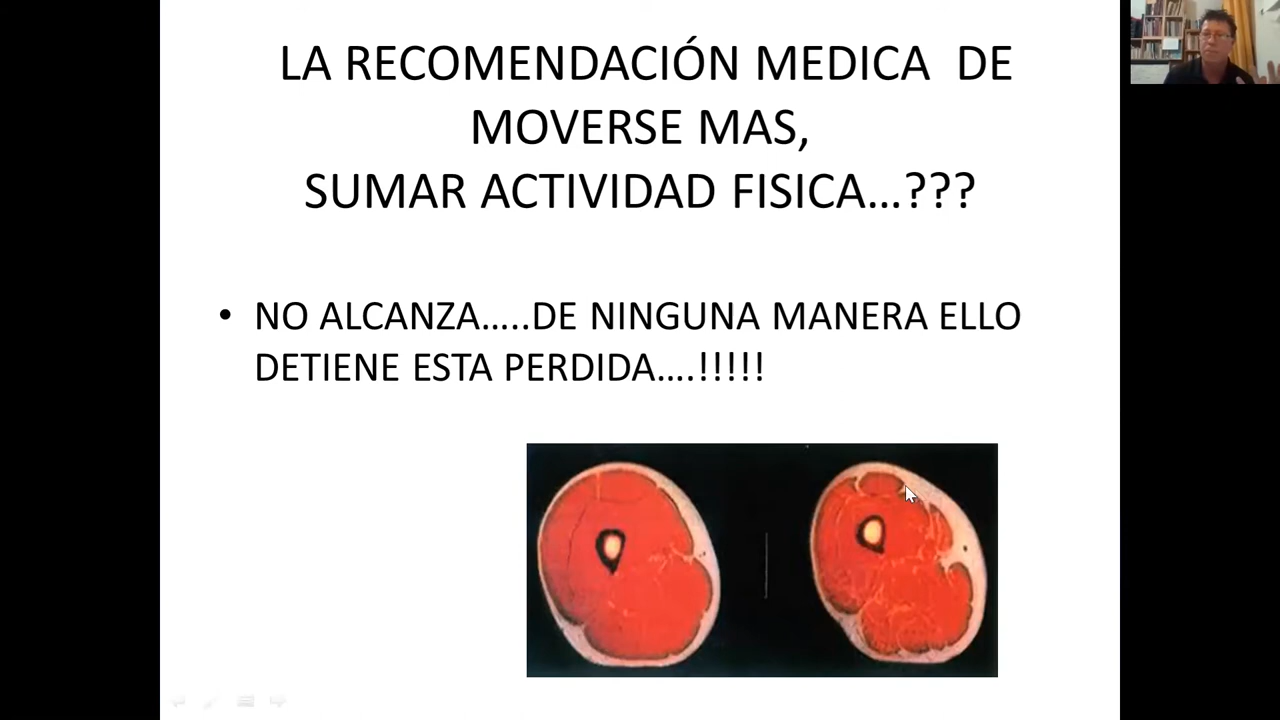 LA RECOMENDACIÓN MEDICA  DE
MOVERSE MAS,
SUMAR ACTIVIDAD FISICA...???
• NO ALCANZA.....DE NINGUNA MANERA ELLO
DETIENE ESTA PERDIDA....!!!!!